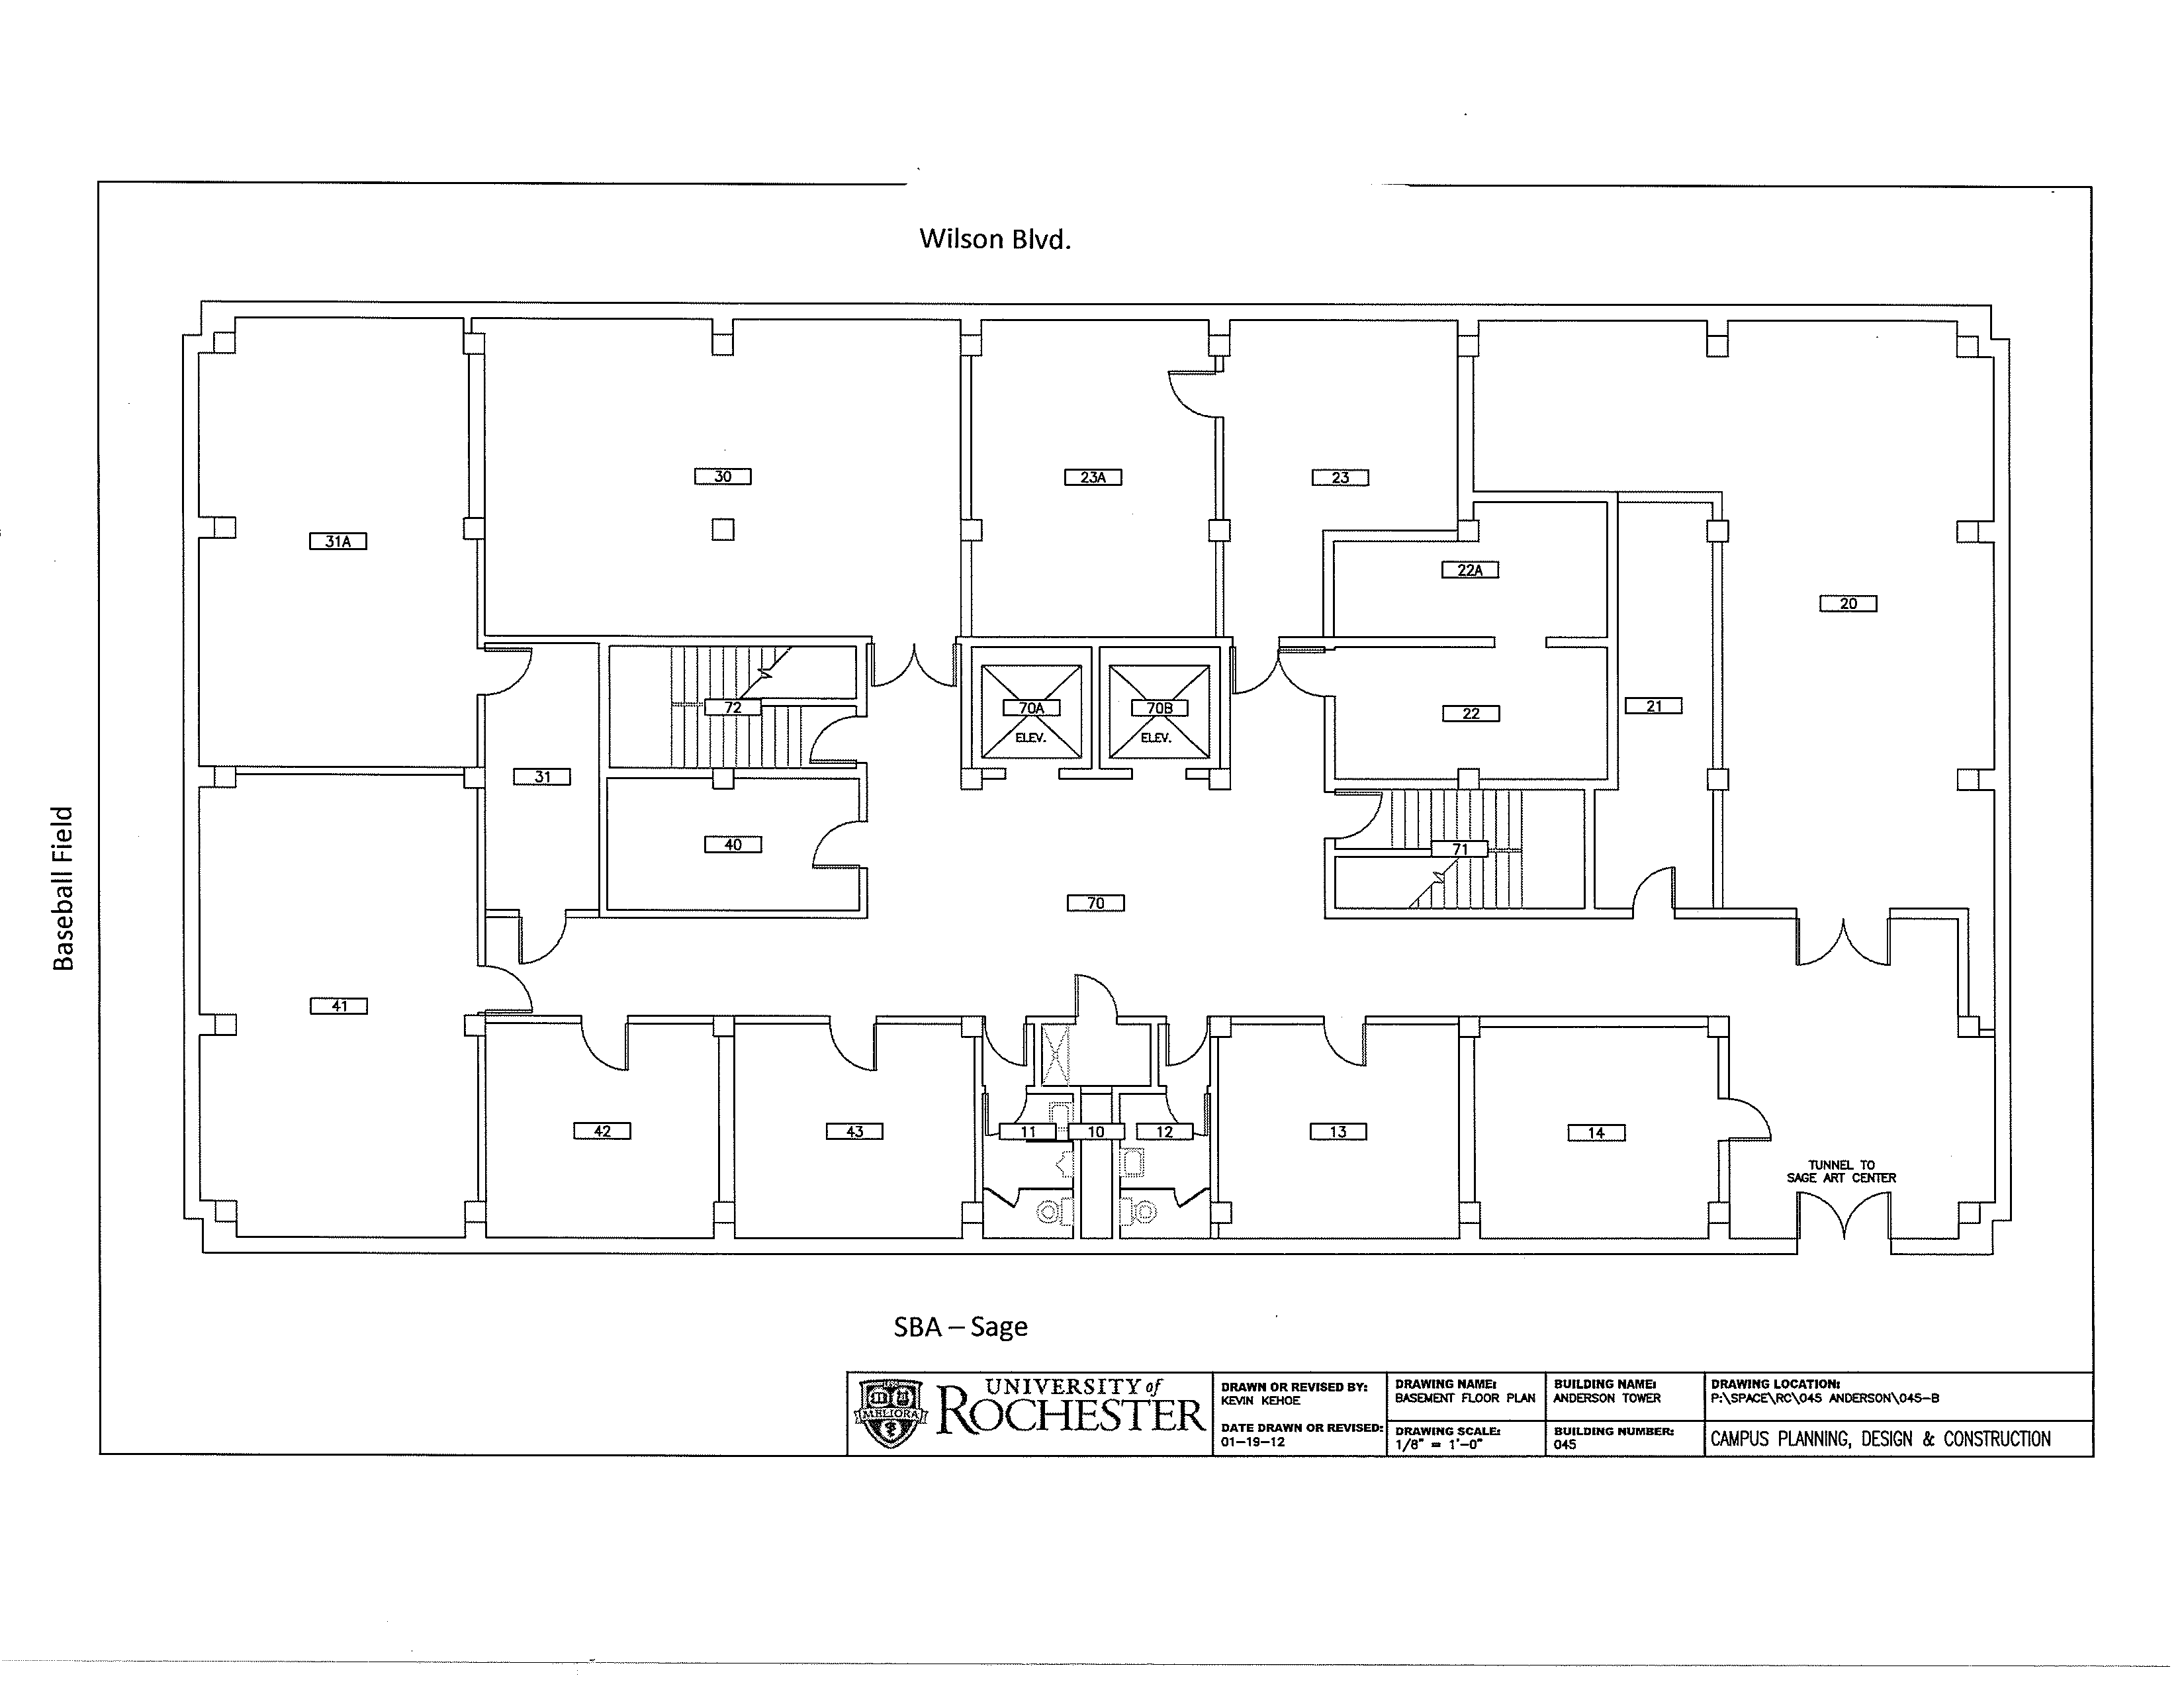 Wilson Blvd.
30
23A
23
31A
22A
20
72
70A
ELEV.
70B
ELEV.
22
21
31
40
71
70
Baseball Field
41
42
43
11
10
12
13
14
TUNNEL TO
SAGE ART CENTER
SBA – Sage
MELIORA
UNIVERSITY of
ROCHESTER
DRAWN OR REVISED BY:
KEVIN KEHOE
DATE DRAWN OR REVISED:
01-19-12
DRAWING NAME:
BASEMENT FLOOR PLAN
DRAWING SCALE:
1/8" = 1'-0"
BUILDING NAME:
ANDERSON TOWER
BUILDING NUMBER:
045
DRAWING LOCATION:
P:\SPACE\RC\045 ANDERSON\045-B
CAMPUS PLANNING, DESIGN & CONSTRUCTION